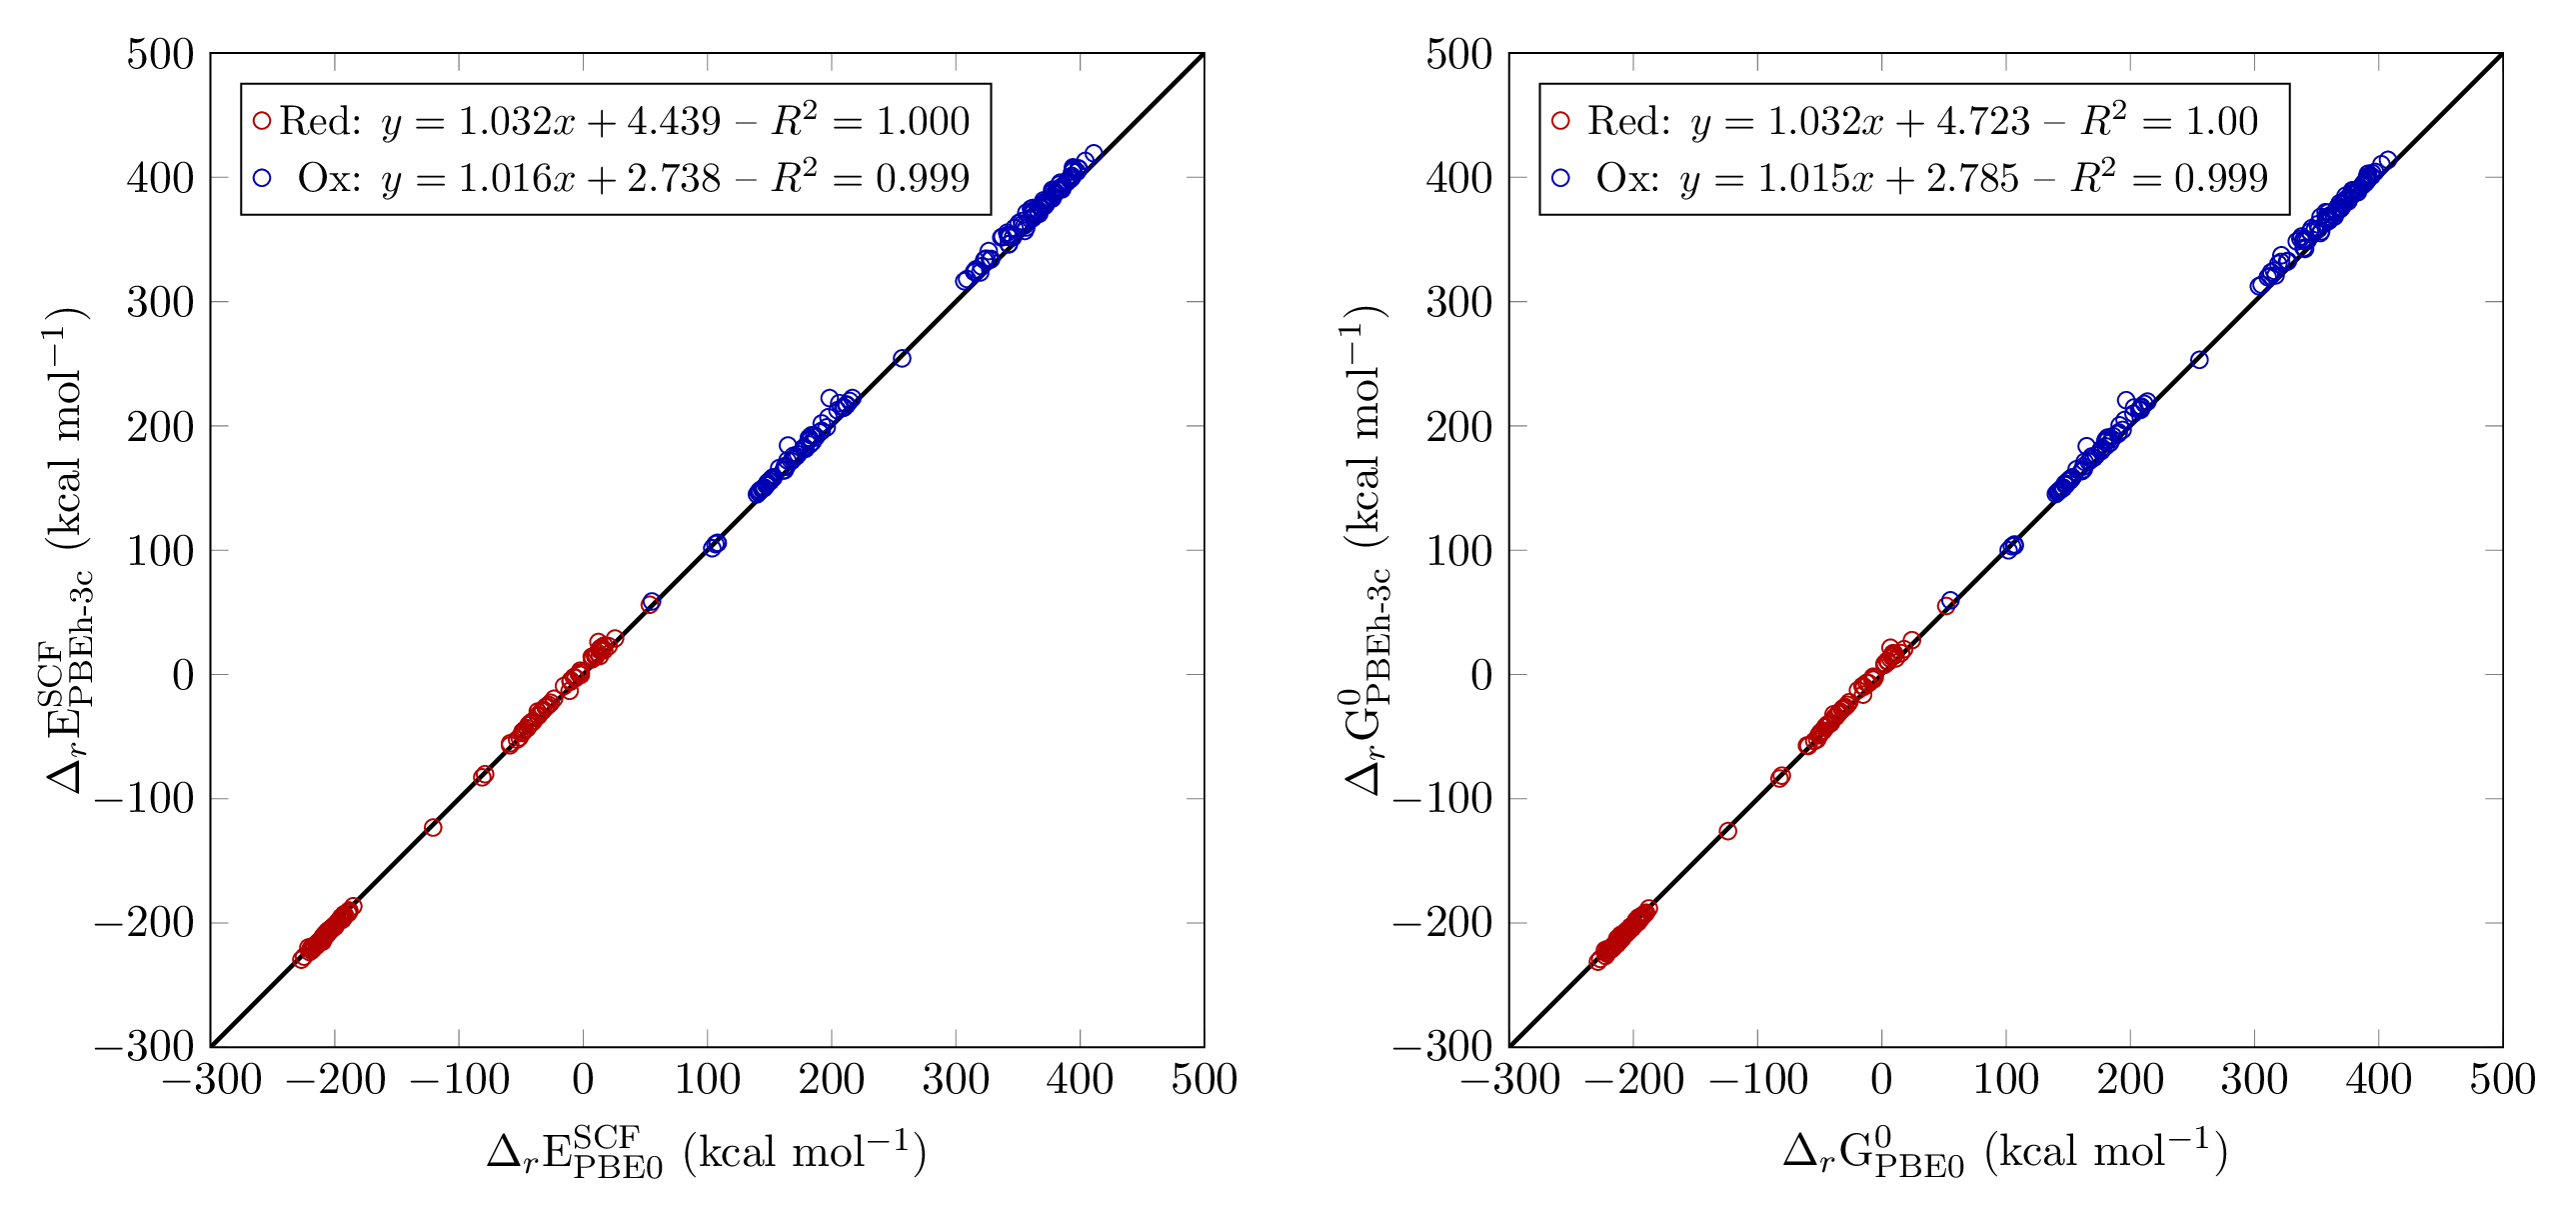 500
400
300
200
100
0
−100
−200
−300
−300 −200 −100 0 100 200 300 400 500
Red: y = 1.032x + 4.439 – R² = 1.000
Ox: y = 1.016x + 2.738 – R² = 0.999
ΔᵣE^SCF_PBEh-3c (kcal mol⁻¹)
ΔᵣE^SCF_PBE0 (kcal mol⁻¹)
500
400
300
200
100
0
−100
−200
−300
−300 −200 −100 0 100 200 300 400 500
Red: y = 1.032x + 4.723 – R² = 1.00
Ox: y = 1.015x + 2.785 – R² = 0.999
ΔᵣG^0_PBEh-3c (kcal mol⁻¹)
ΔᵣG^0_PBE0 (kcal mol⁻¹)